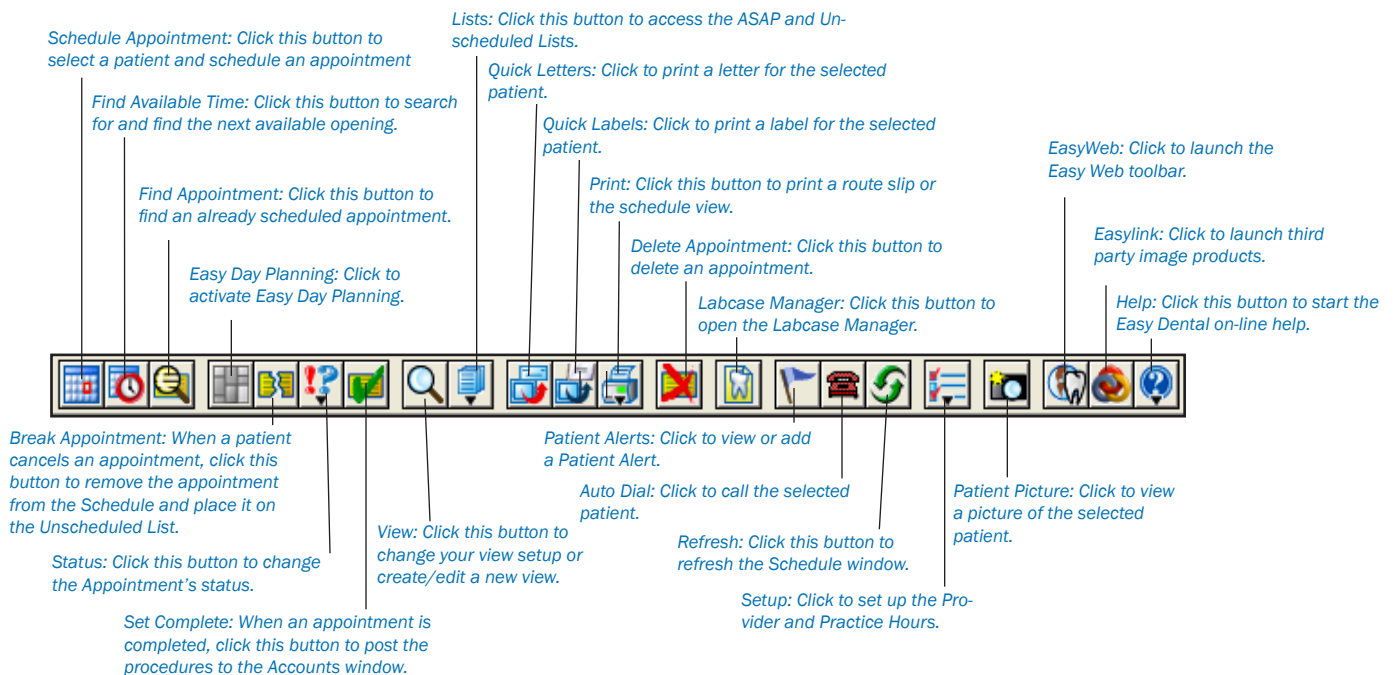 Lists: Click this button to access the ASAP and Un-
scheduled Lists.
Schedule Appointment: Click this button to
select a patient and schedule an appointment
Quick Letters: Click to print a letter for the selected
patient.
Find Available Time: Click this button to search
for and find the next available opening.
Quick Labels: Click to print a label for the selected
patient.
EasyWeb: Click to launch the
Easy Web toolbar.
Print: Click this button to print a route slip or
the schedule view.
Find Appointment: Click this button to
find an already scheduled appointment.
Easylink: Click to launch third
party image products.
Delete Appointment: Click this button to
delete an appointment.
Easy Day Planning: Click to
activate Easy Day Planning.
Labcase Manager: Click this button to
open the Labcase Manager.
Help: Click this button to start the
Easy Dental on-line help.
Break Appointment: When a patient
cancels an appointment, click this
button to remove the appointment
from the Schedule and place it on
the Unscheduled List.
Patient Alerts: Click to view or add
a Patient Alert.
Auto Dial: Click to call the selected
patient.
Patient Picture: Click to view
a picture of the selected
patient.
View: Click this button to
change your view setup or
create/edit a new view.
Refresh: Click this button to
refresh the Schedule window.
Status: Click this button to change
the Appointment's status.
Setup: Click to set up the Pro-
vider and Practice Hours.
Set Complete: When an appointment is
completed, click this button to post the
procedures to the Accounts window.